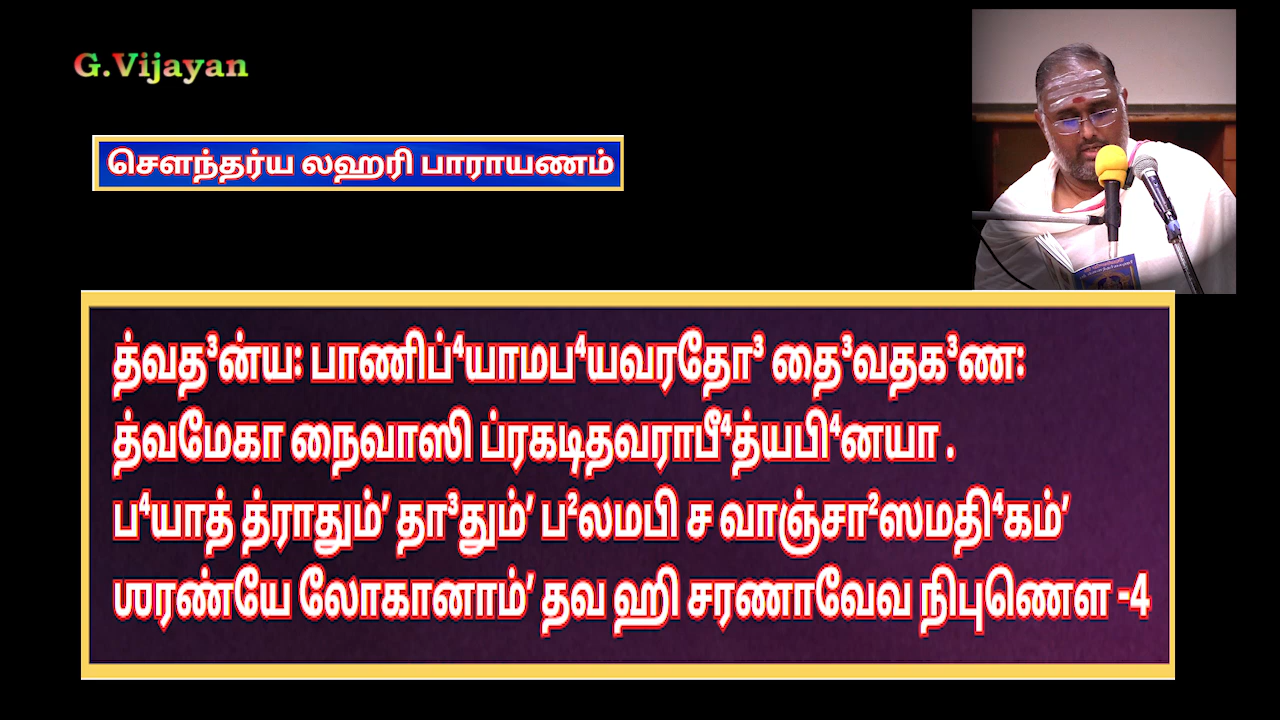 G.Vijayan
சௌந்தர்ய லஹரி பாராயணம்
த்வத³ன்ய: பாணிப்⁴யாமப⁴யவரதோ³ தை³வதக³ண:
த்வமேகா நைவாஸி ப்ரகடிதவராபீ⁴த்யபி⁴னயா .
ப⁴யாத் த்ராதும்ʼ தா³தும்ʼ ப²லமபி ச வாஞ்சா²ஸமதி⁴கம்ʼ
ஶரண்யே லோகானாம்ʼ தவ ஹி சரணாவேவ நிபுணௌ -4